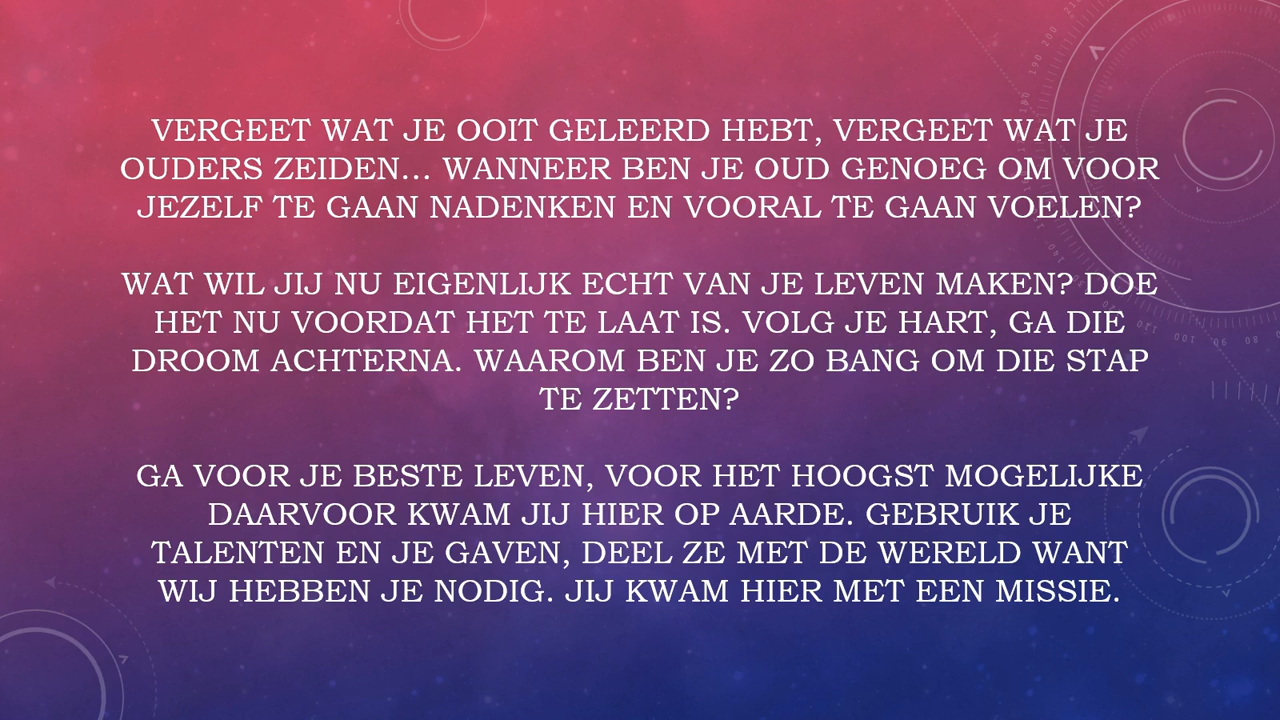 VERGEET WAT JE OOIT GELEERD HEBT, VERGEET WAT JE
OUDERS ZEIDEN... WANNEER BEN JE OUD GENOEG OM VOOR
JEZELF TE GAAN NADENKEN EN VOORAL TE GAAN VOELEN?
WAT WIL JIJ NU EIGENLIJK ECHT VAN JE LEVEN MAKEN? DOE
HET NU VOORDAT HET TE LAAT IS. VOLG JE HART, GA DIE
DROOM ACHTERNA. WAAROM BEN JE ZO BANG OM DIE STAP
TE ZETTEN?
GA VOOR JE BESTE LEVEN, VOOR HET HOOGST MOGELIJKE
DAARVOOR KWAM JIJ HIER OP AARDE. GEBRUIK JE
TALENTEN EN JE GAVEN, DEEL ZE MET DE WERELD WANT
WIJ HEBBEN JE NODIG. JIJ KWAM HIER MET EEN MISSIE.